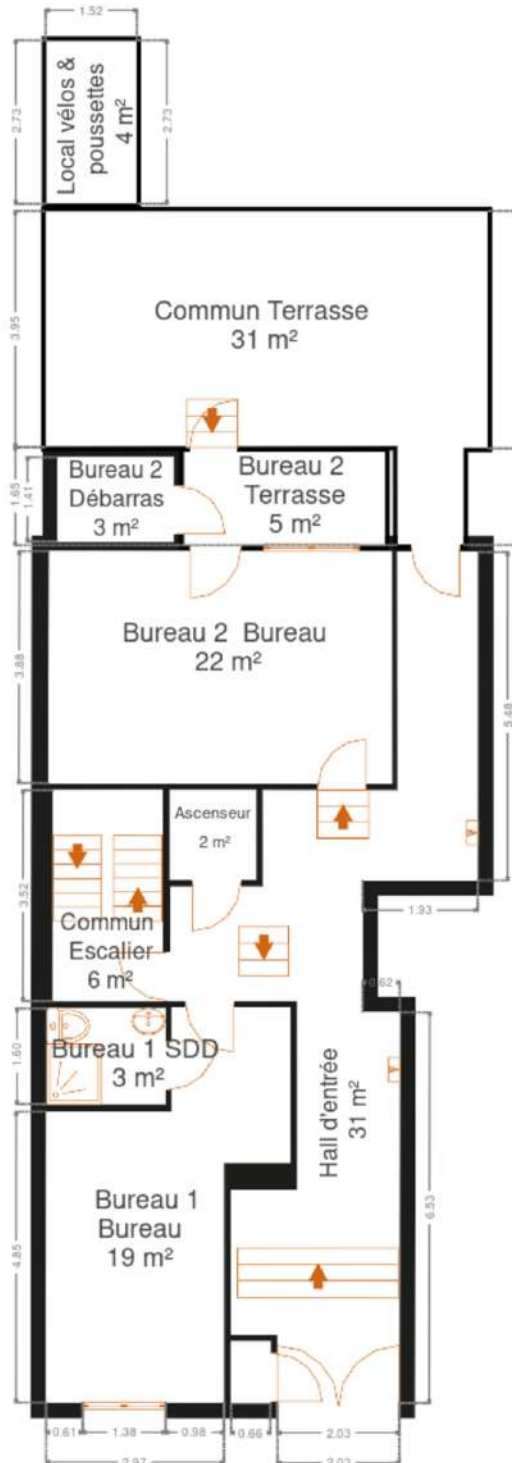 1.52
2.73
Local vélos &
poussettes
4 m²
2.73
Commun Terrasse
31 m²
3.95
Bureau 2
Débarras
3 m²
Bureau 2
Terrasse
5 m²
1.65
1.41
Bureau 2 Bureau
22 m²
3.88
5.48
Ascenseur
2 m²
3.52
Commun
Escalier
6 m²
1.93
0.62
Bureau 1 SDD
3 m²
1.60
Hall d'entrée
31 m²
Bureau 1
Bureau
19 m²
4.85
6.53
0.61
1.38
0.98
0.66
2.03
2.97
2.03